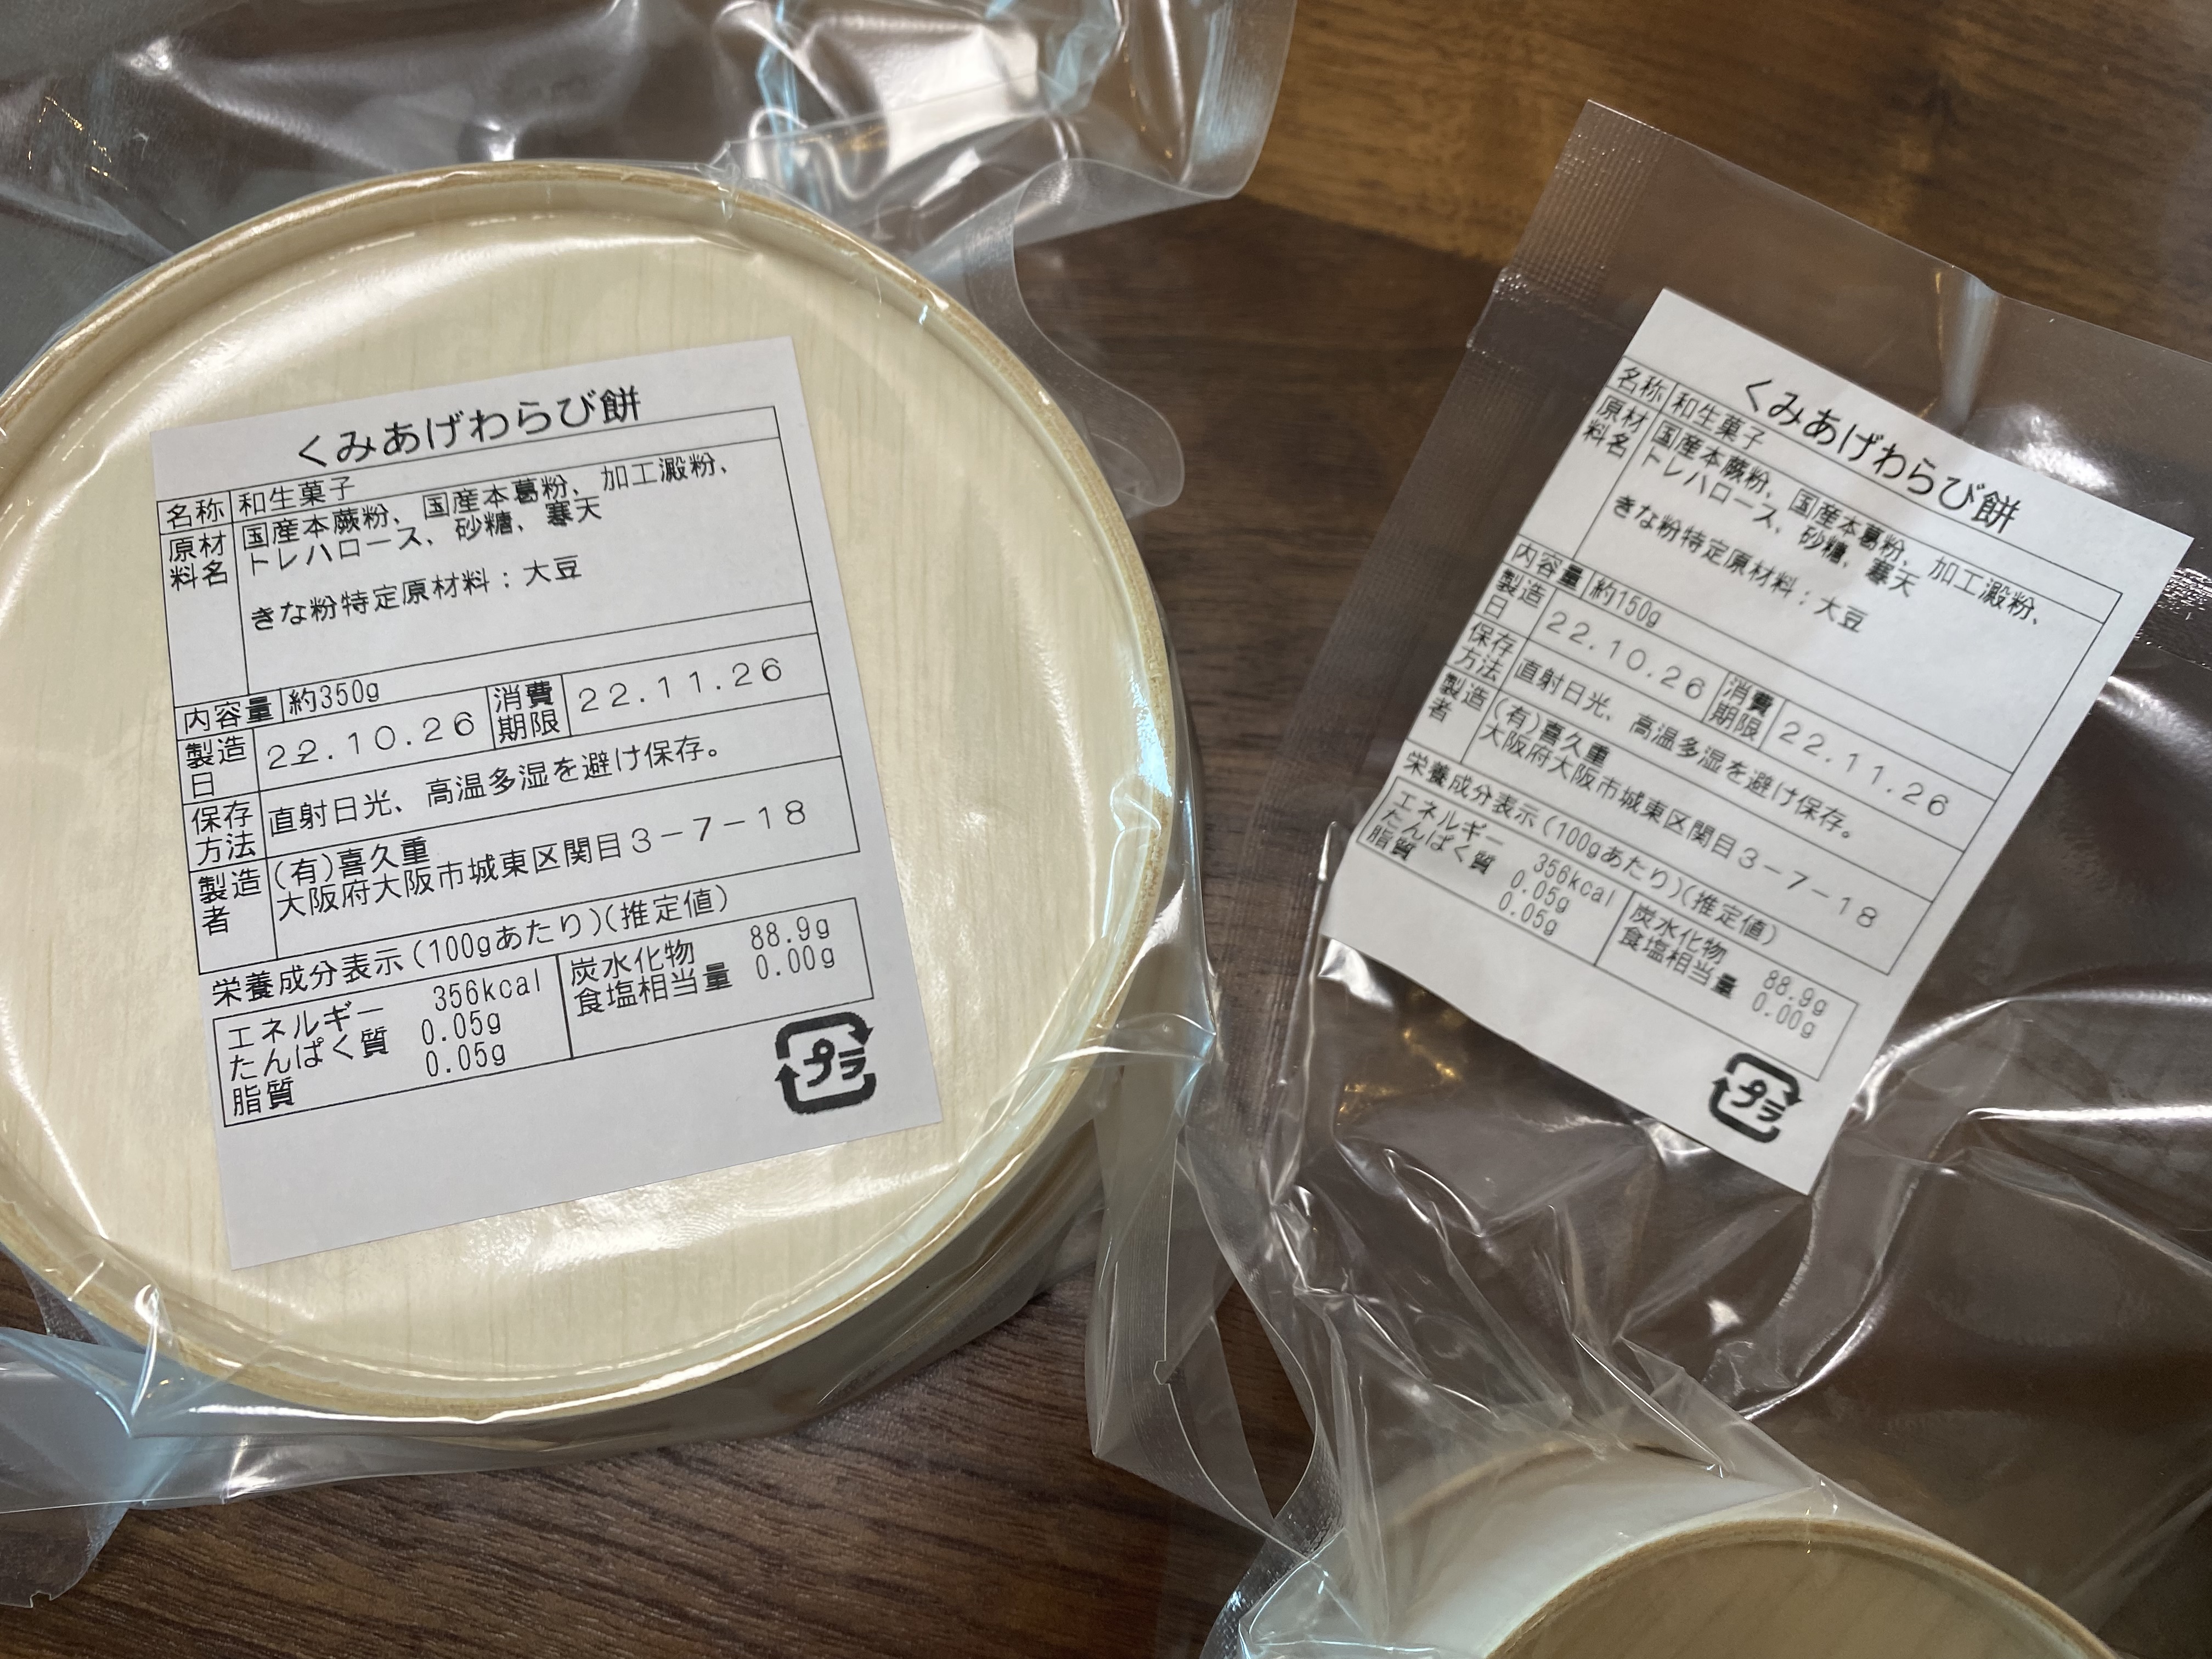 くみあげわらび餅
名称 和生菓子
原材料名 国産本蕨粉、国産本葛粉、加工澱粉、
トレハロース、砂糖、寒天
きな粉特定原材料：大豆
内容量 約350g
製造日 22.10.26 消費期限 22.11.26
保存方法 直射日光、高温多湿を避け保存。
製造者 (有)喜久重
大阪府大阪市城東区関目3-7-18
栄養成分表示(100gあたり)(推定値)
エネルギー 356kcal 炭水化物 88.9g
たんぱく質 0.05g 食塩相当量 0.00g
脂質 0.05g
プラ
くみあげわらび餅
名称 和生菓子
原材料名 国産本蕨粉、国産本葛粉、加工澱粉、
トレハロース、砂糖、寒天
きな粉特定原材料：大豆
内容量 約150g
製造日 22.10.26 消費期限 22.11.26
保存方法 直射日光、高温多湿を避け保存。
製造者 (有)喜久重
大阪府大阪市城東区関目3-7-18
栄養成分表示(100gあたり)(推定値)
エネルギー 356kcal 炭水化物 88.9g
たんぱく質 0.05g 食塩相当量 0.00g
脂質 0.05g
プラ